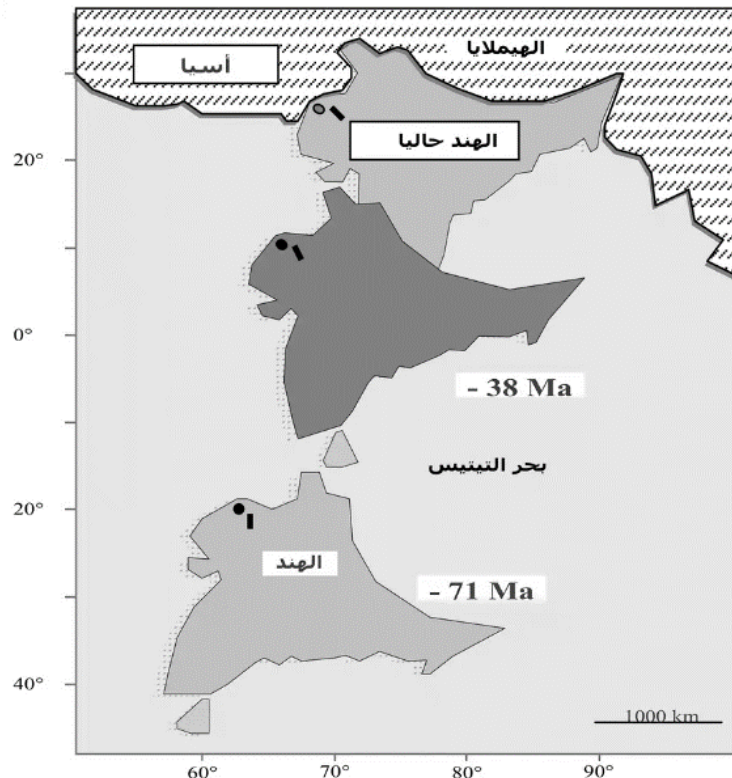 الهيملايا
أسيا
الهند حاليا
20°
0°
- 38 Ma
بحر التيتيس
20°
الهند
- 71 Ma
40°
1000 km
60°
70°
80°
90°